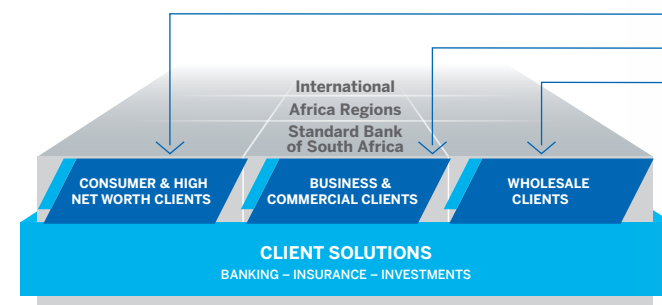 International
Africa Regions
Standard Bank
of South Africa
CONSUMER & HIGH
NET WORTH CLIENTS
BUSINESS &
COMMERCIAL CLIENTS
WHOLESALE
CLIENTS
CLIENT SOLUTIONS
BANKING – INSURANCE – INVESTMENTS